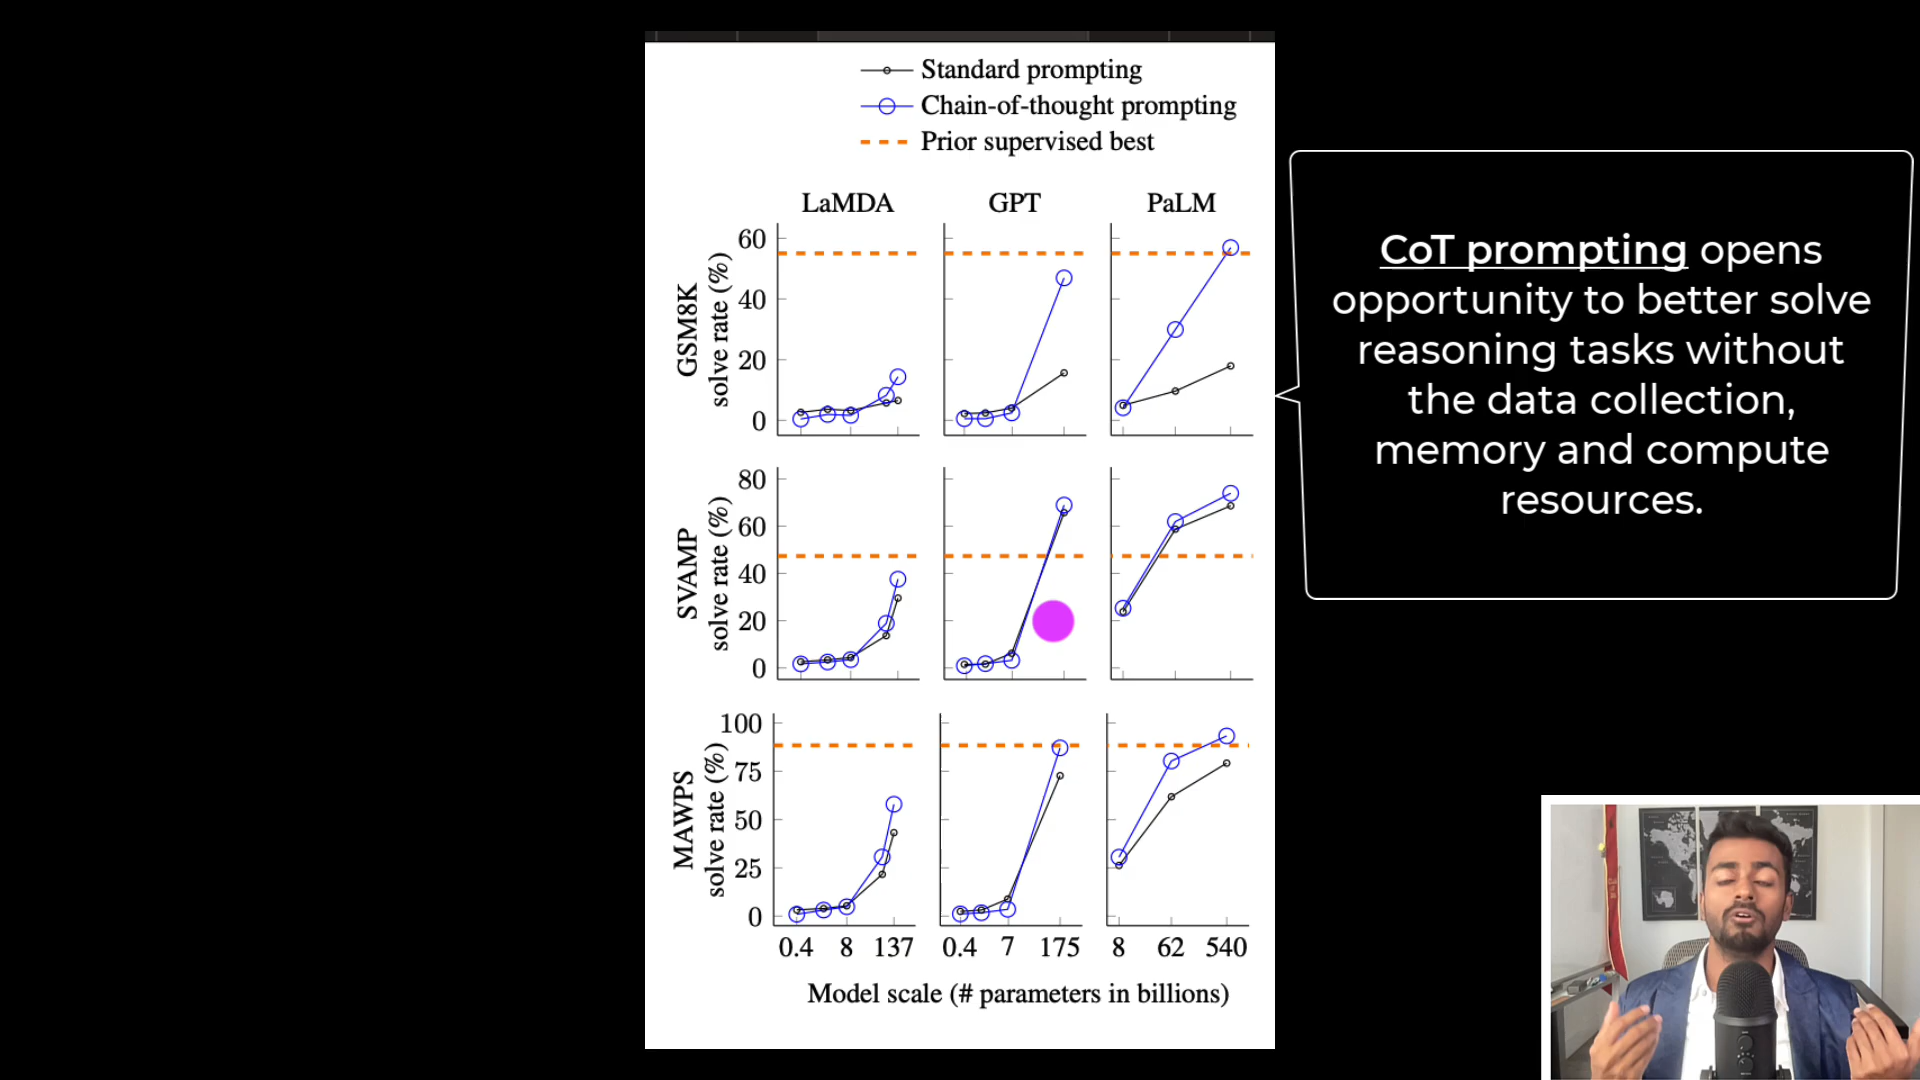 Standard prompting
Chain-of-thought prompting
Prior supervised best
LaMDA GPT PaLM
GSM8K
solve rate (%)
60
40
20
0
SVAMP
solve rate (%)
80
60
40
20
0
MAWPS
solve rate (%)
100
75
50
25
0
0.4 8 137 0.4 7 175 8 62 540
Model scale (# parameters in billions)
CoT prompting opens
opportunity to better solve
reasoning tasks without
the data collection,
memory and compute
resources.